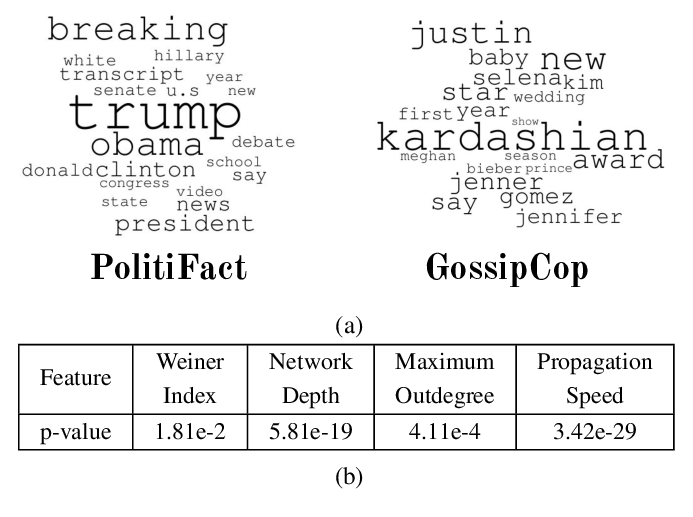 breaking
white hillary
transcript year
senate u.s new
trump
obama debate
donald clinton school
say
congress video
state news
president
PolitiFact
justin
baby new
selena kim
star wedding
first year show
kardashian
meghan season award
bieber prince
jenner
say gomez
jennifer
GossipCop
(a)
Feature Weiner Index Network Depth Maximum Outdegree Propagation Speed
p-value 1.81e-2 5.81e-19 4.11e-4 3.42e-29
(b)